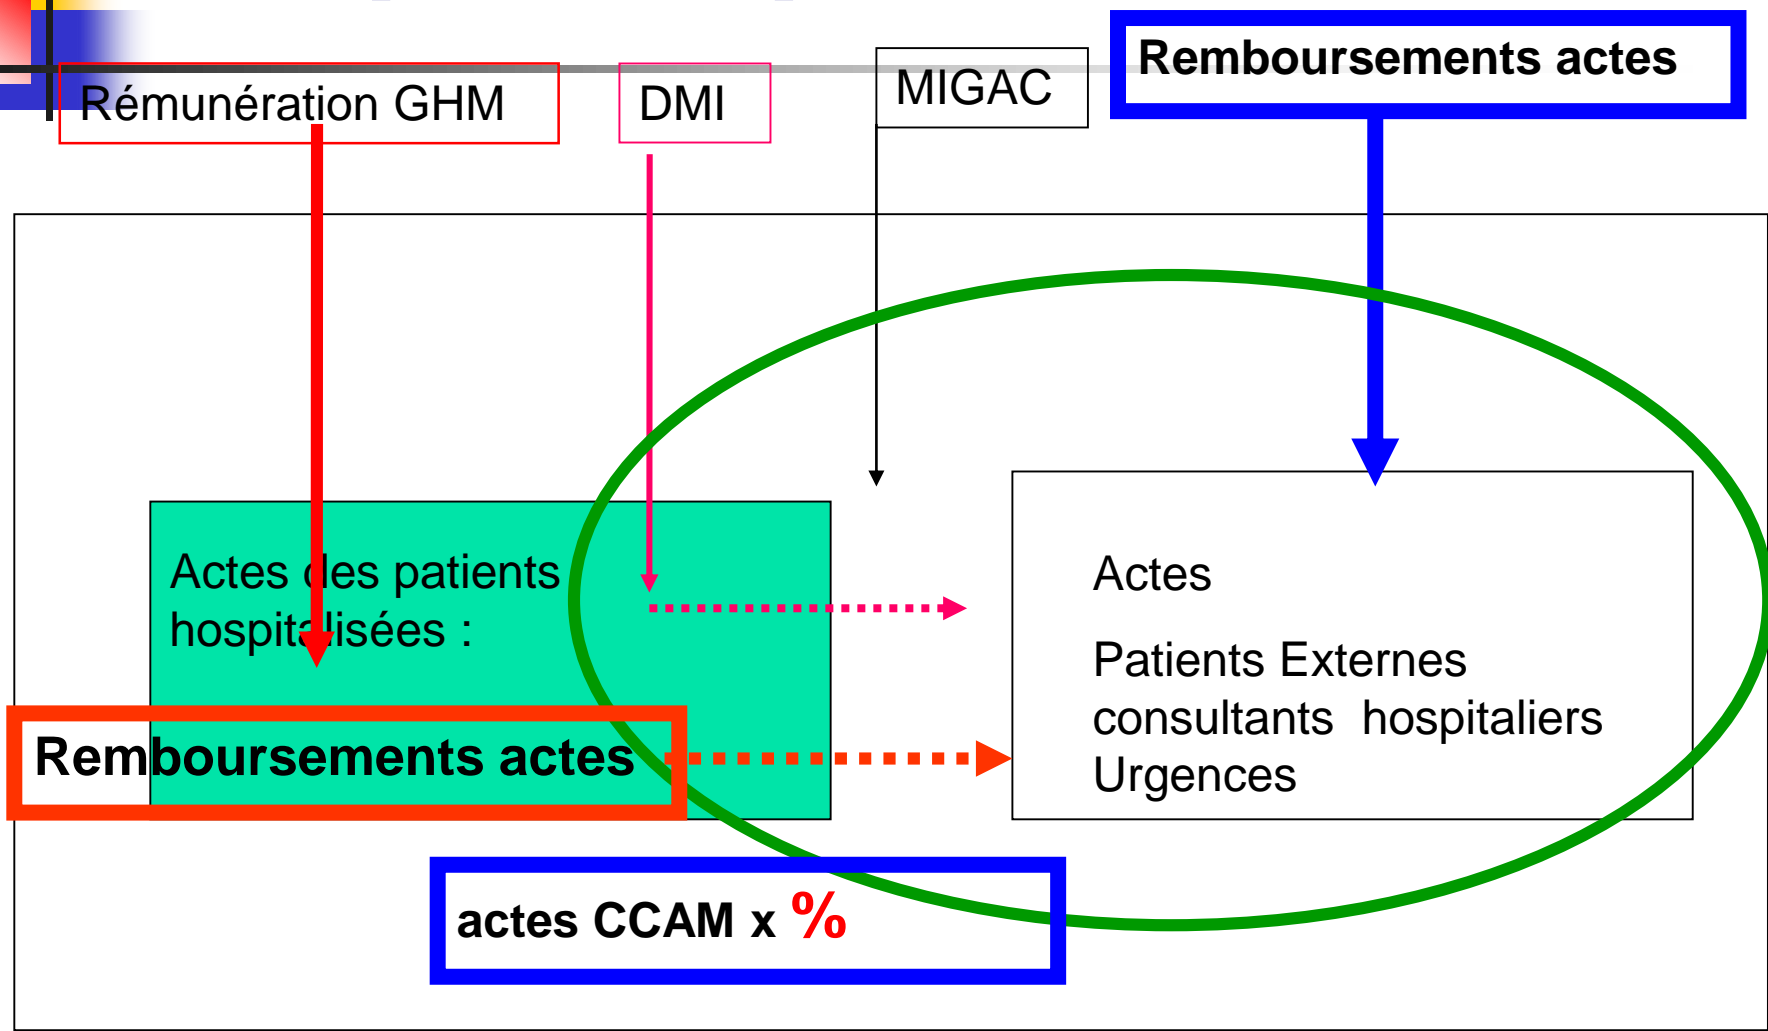 Rémunération GHM
DMI
MIGAC
Remboursements actes
Actes des patients
hospitalisées :
Remboursements actes
Actes
Patients Externes
consultants hospitaliers
Urgences
actes CCAM x %